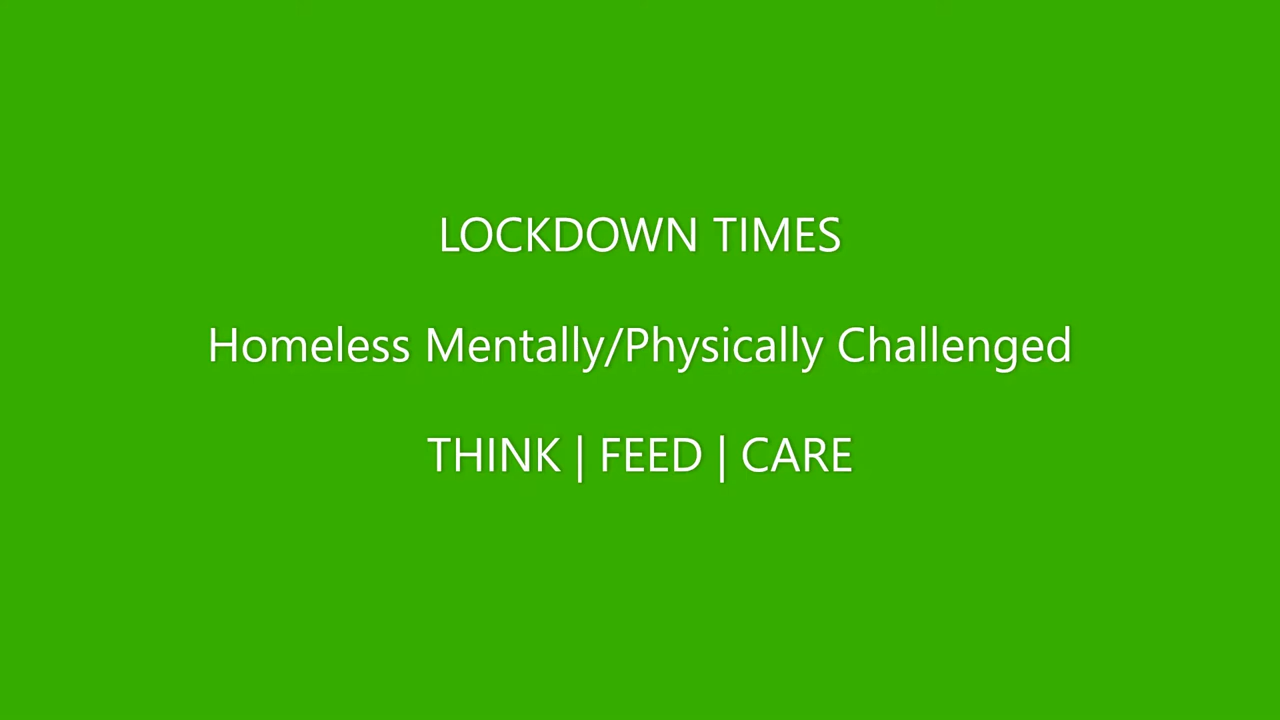 LOCKDOWN TIMES
Homeless Mentally/Physically Challenged
THINK | FEED | CARE